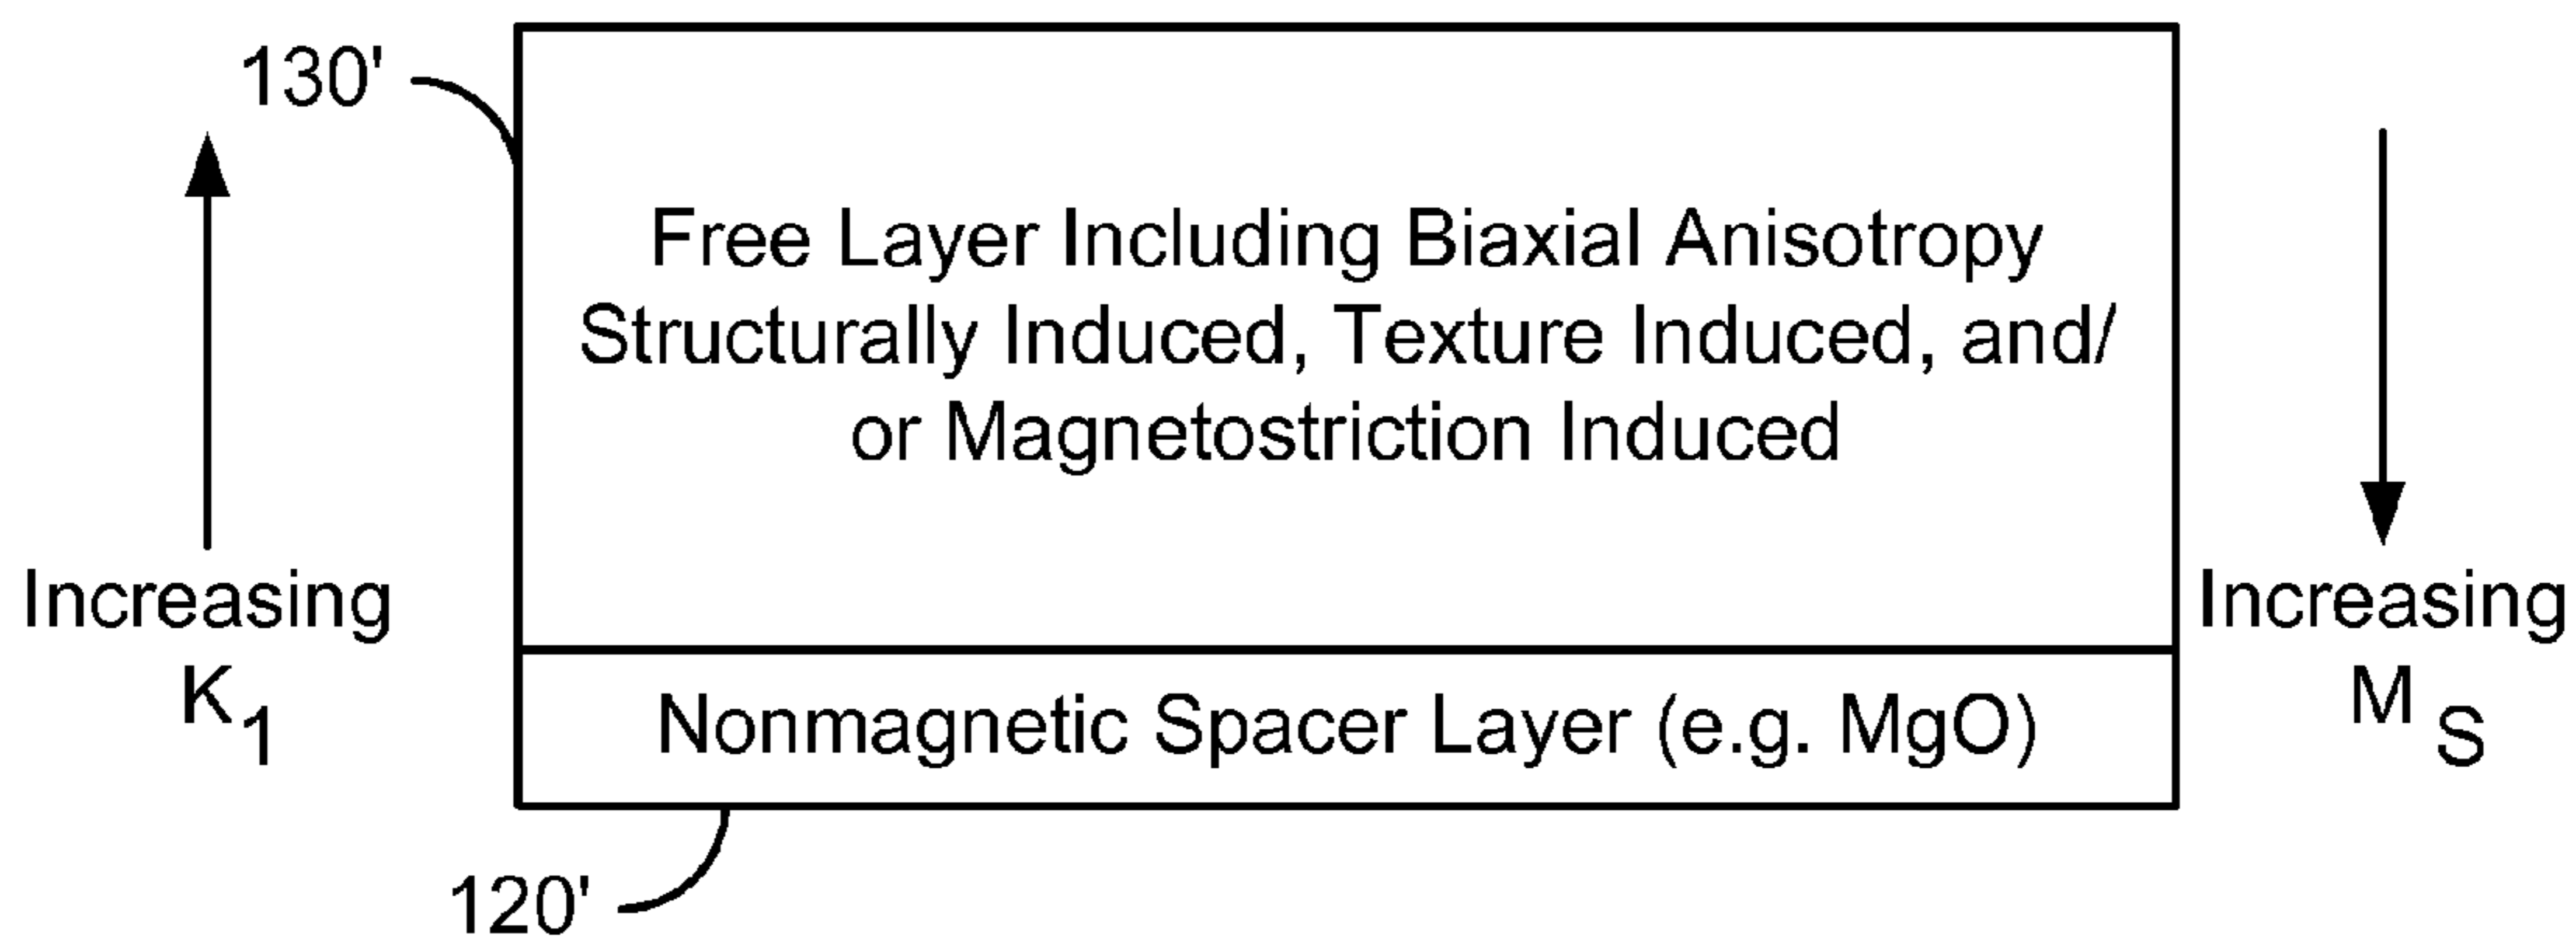 130'
Free Layer Including Biaxial Anisotropy
Structurally Induced, Texture Induced, and/
or Magnetostriction Induced
Increasing
K1
Increasing
MS
Nonmagnetic Spacer Layer (e.g. MgO)
120'